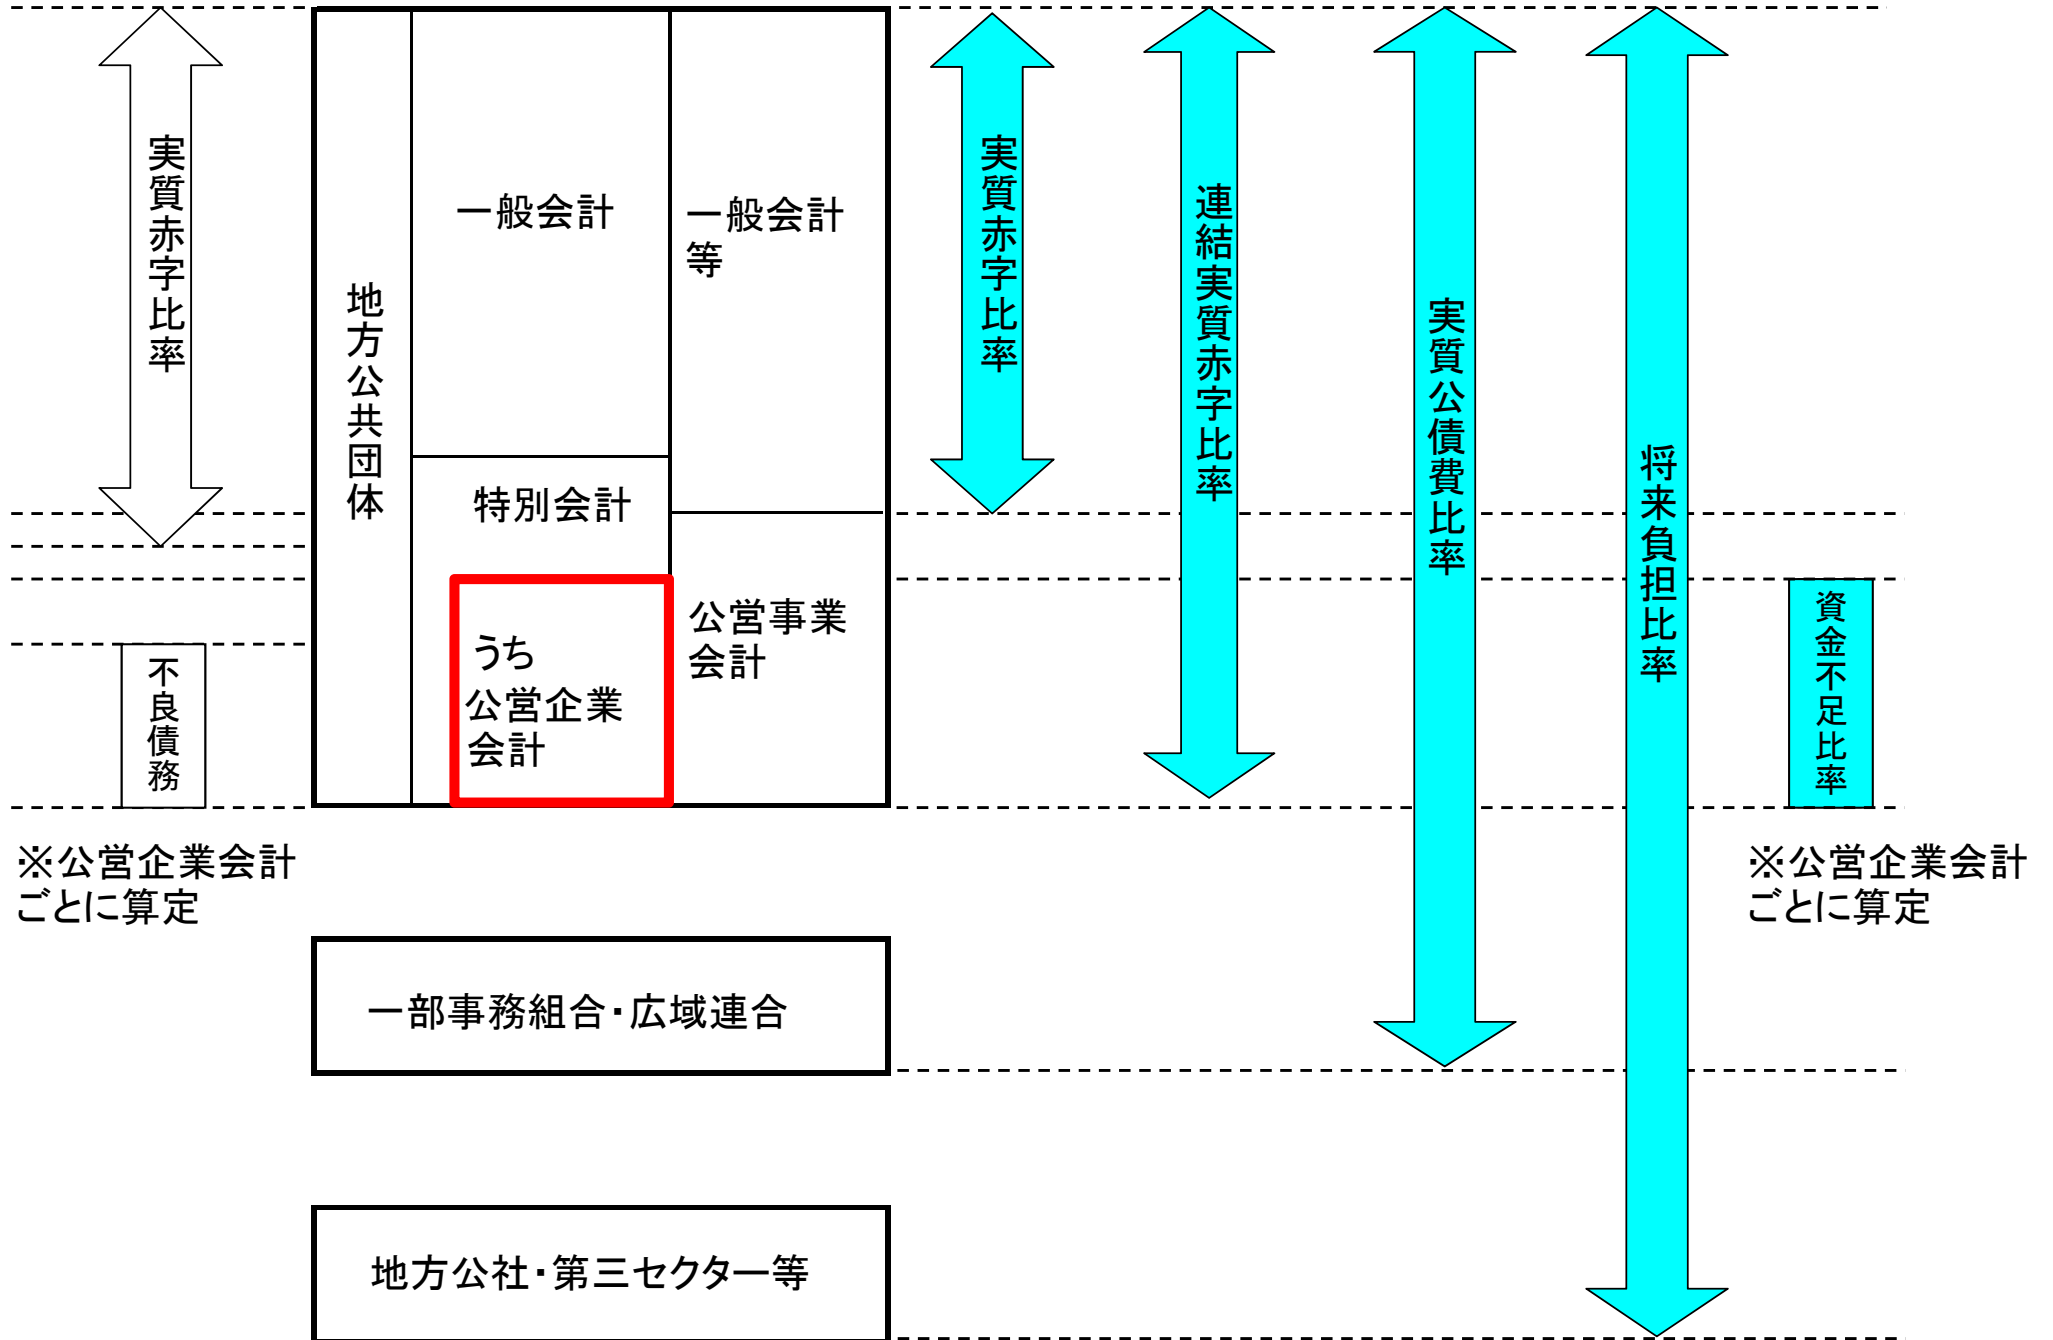 実質赤字比率
不良債務
※公営企業会計
ごとに算定
地方公共団体
一般会計
特別会計
うち
公営企業
会計
一般会計
等
公営事業
会計
実質赤字比率
連結実質赤字比率
実質公債費比率
将来負担比率
資金不足比率
※公営企業会計
ごとに算定
一部事務組合・広域連合
地方公社・第三セクター等